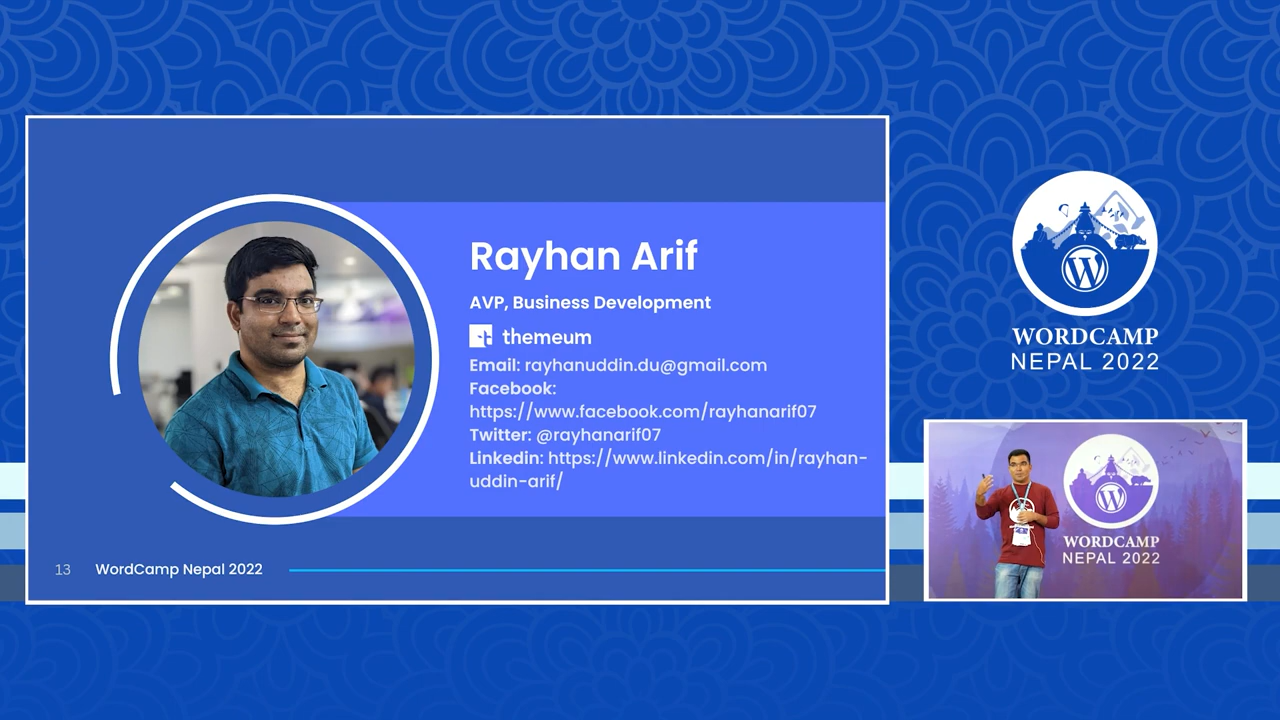 Rayhan Arif
AVP, Business Development
themeum
Email: rayhanuddin.du@gmail.com
Facebook:
https://www.facebook.com/rayhanarif07
Twitter: @rayhanarif07
Linkedin: https://www.linkedin.com/in/rayhan-
uddin-arif/
13 WordCamp Nepal 2022
WORDCAMP
NEPAL 2022
WORDCAMP
NEPAL 2022